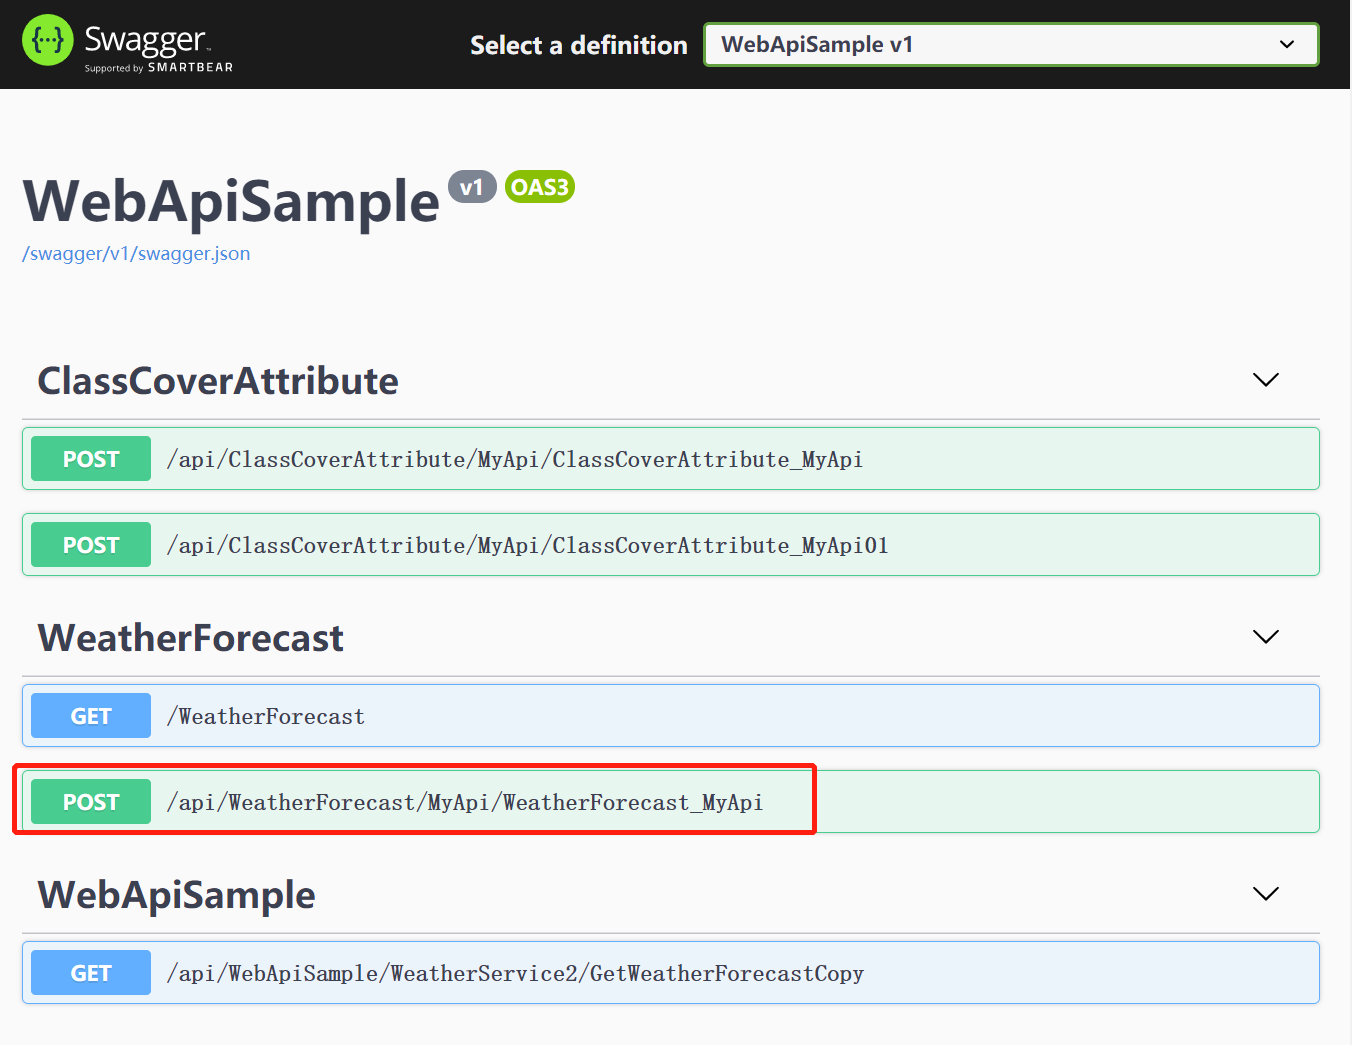 {···} Swagger™
Supported by SMARTBEAR
Select a definition
WebApiSample v1
WebApiSample v1 OAS3
/swagger/v1/swagger.json
ClassCoverAttribute
POST /api/ClassCoverAttribute/MyApi/ClassCoverAttribute_MyApi
POST /api/ClassCoverAttribute/MyApi/ClassCoverAttribute_MyApi01
WeatherForecast
GET /WeatherForecast
POST /api/WeatherForecast/MyApi/WeatherForecast_MyApi
WebApiSample
GET /api/WebApiSample/WeatherService2/GetWeatherForecastCopy